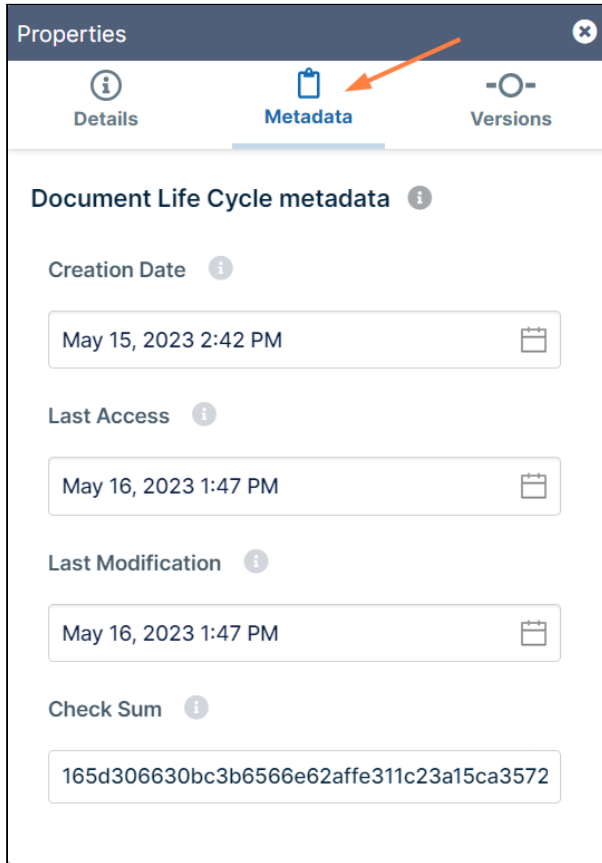 Properties
Details Metadata Versions
Document Life Cycle metadata
Creation Date
May 15, 2023 2:42 PM
Last Access
May 16, 2023 1:47 PM
Last Modification
May 16, 2023 1:47 PM
Check Sum
165d306630bc3b6566e62affe311c23a15ca3572